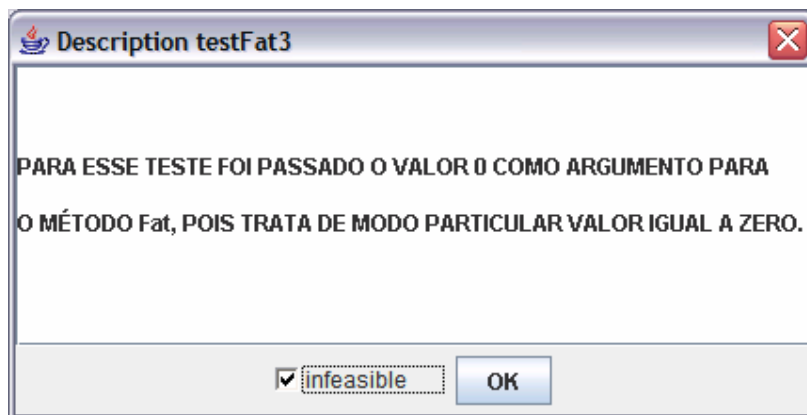 Description testFat3
PARA ESSE TESTE FOI PASSADO O VALOR 0 COMO ARGUMENTO PARA
O MÉTODO Fat, POIS TRATA DE MODO PARTICULAR VALOR IGUAL A ZERO.
infeasible
OK